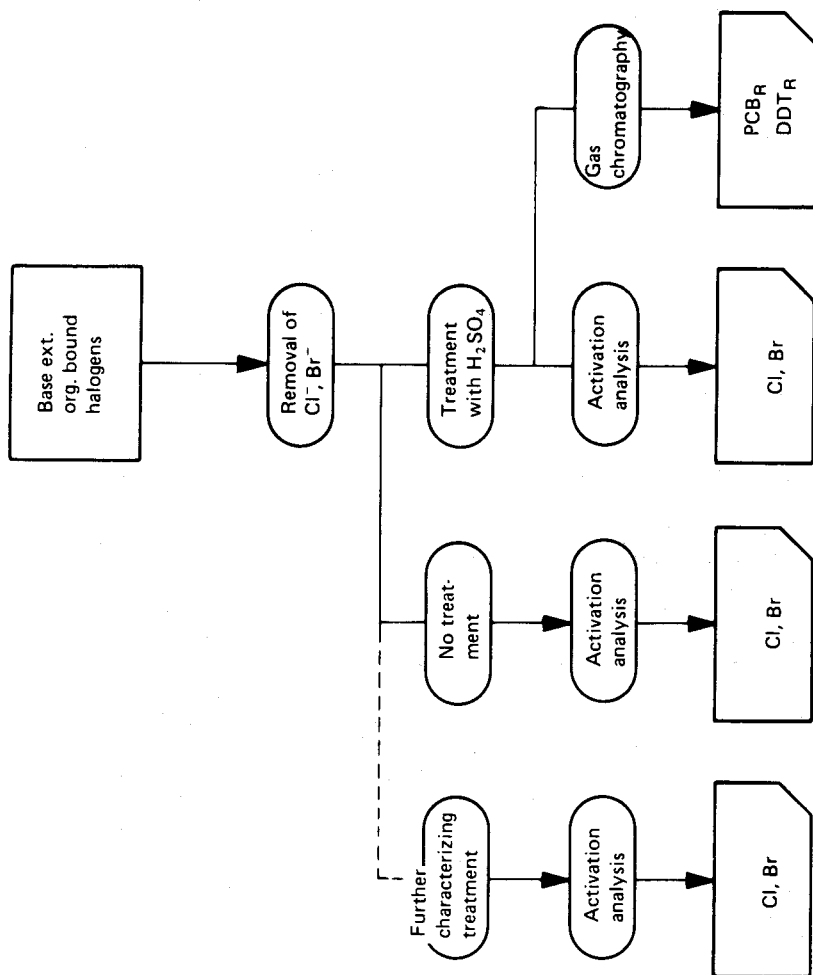 Base ext.
org. bound
halogens
Removal of
Cl⁻, Br⁻
Further
characterizing
treatment
No treat-
ment
Treatment
with H₂SO₄
Activation
analysis
Activation
analysis
Activation
analysis
Gas
chromatography
Cl, Br
Cl, Br
Cl, Br
PCB_R
DDT_R